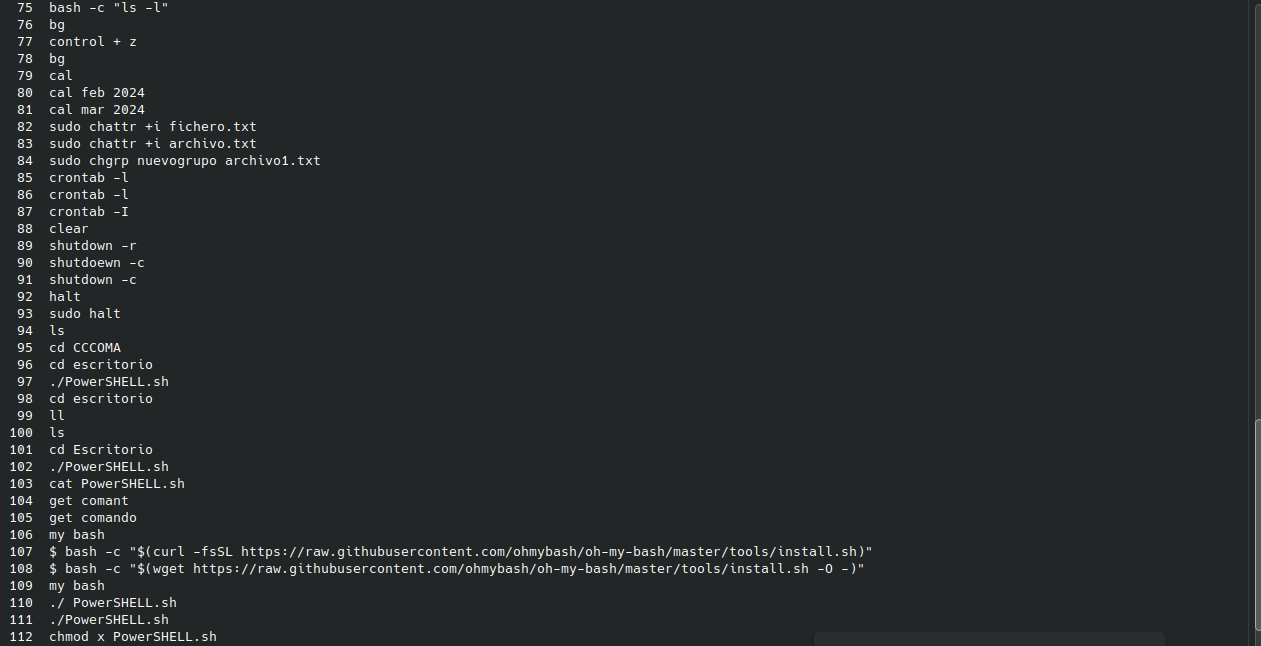 75 bash -c "ls -l"
76 bg
77 control + z
78 bg
79 cal
80 cal feb 2024
81 cal mar 2024
82 sudo chattr +i fichero.txt
83 sudo chattr +i archivo.txt
84 sudo chgrp nuevogrupo archivo1.txt
85 crontab -l
86 crontab -l
87 crontab -I
88 clear
89 shutdown -r
90 shutdoewn -c
91 shutdown -c
92 halt
93 sudo halt
94 ls
95 cd CCCOMA
96 cd escritorio
97 ./PowerSHELL.sh
98 cd escritorio
99 ll
100 ls
101 cd Escritorio
102 ./PowerSHELL.sh
103 cat PowerSHELL.sh
104 get comant
105 get comando
106 my bash
107 $ bash -c "$(curl -fsSL https://raw.githubusercontent.com/ohmybash/oh-my-bash/master/tools/install.sh)"
108 $ bash -c "$(wget https://raw.githubusercontent.com/ohmybash/oh-my-bash/master/tools/install.sh -O -)"
109 my bash
110 ./ PowerSHELL.sh
111 ./PowerSHELL.sh
112 chmod x PowerSHELL.sh